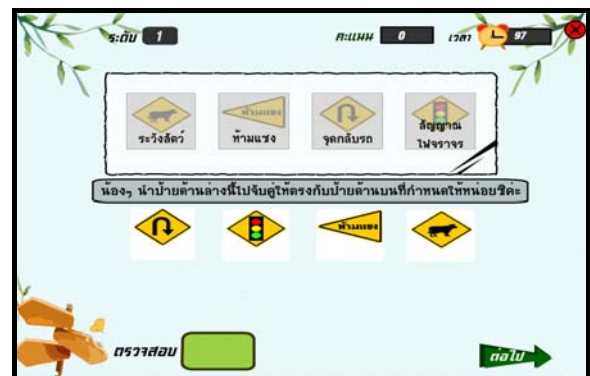 ระดับ 1 คะแนน 0 เวลา 97
ระวังสัตว์ ห้ามแซง จุดกลับรถ สัญญาณ
ไฟจราจร
น้องๆ นำป้ายด้านล่างนี้ไปจับคู่ให้ตรงกับป้ายด้านบนที่กำหนดให้หน่อยซิค่ะ
ห้ามแซง
ตรวจสอบ ต่อไป